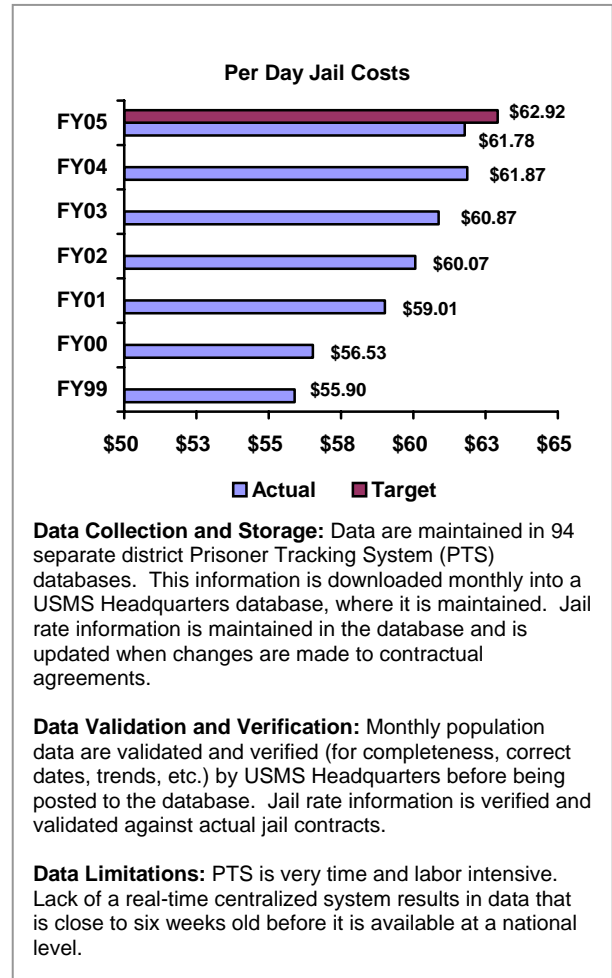 Per Day Jail Costs
FY05 $62.92
$61.78
FY04 $61.87
FY03 $60.87
FY02 $60.07
FY01 $59.01
FY00 $56.53
FY99 $55.90
$50 $53 $55 $58 $60 $63 $65
Actual Target
Data Collection and Storage: Data are maintained in 94
separate district Prisoner Tracking System (PTS)
databases. This information is downloaded monthly into a
USMS Headquarters database, where it is maintained. Jail
rate information is maintained in the database and is
updated when changes are made to contractual
agreements.
Data Validation and Verification: Monthly population
data are validated and verified (for completeness, correct
dates, trends, etc.) by USMS Headquarters before being
posted to the database. Jail rate information is verified and
validated against actual jail contracts.
Data Limitations: PTS is very time and labor intensive.
Lack of a real-time centralized system results in data that
is close to six weeks old before it is available at a national
level.